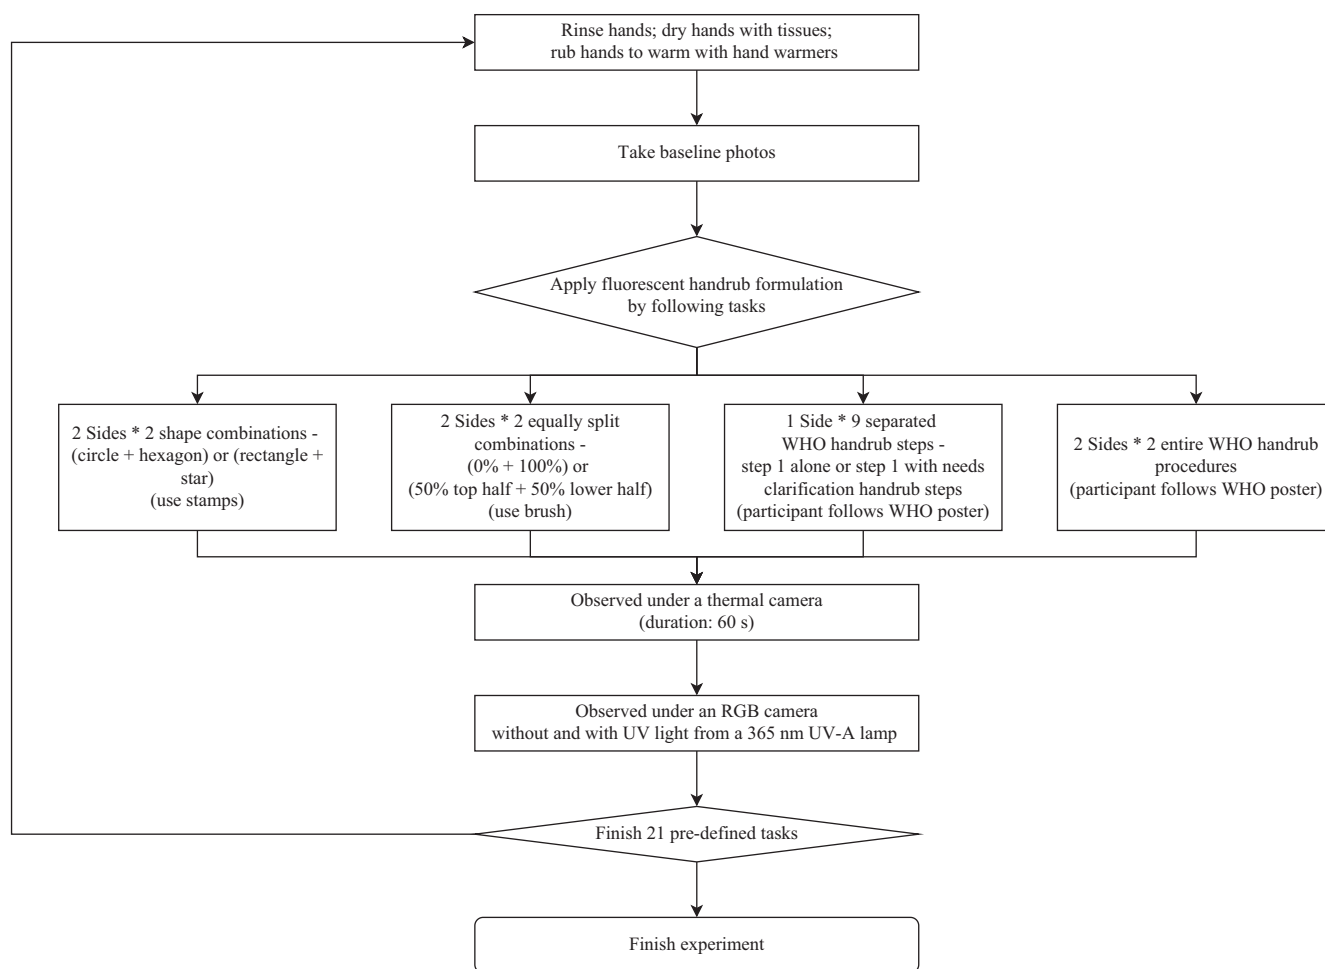 Rinse hands; dry hands with tissues;
rub hands to warm with hand warmers
Take baseline photos
Apply fluorescent handrub formulation
by following tasks
2 Sides * 2 shape combinations -
(circle + hexagon) or (rectangle +
star)
(use stamps)
2 Sides * 2 equally split
combinations -
(0% + 100%) or
(50% top half + 50% lower half)
(use brush)
1 Side * 9 separated
WHO handrub steps -
step 1 alone or step 1 with needs
clarification handrub steps
(participant follows WHO poster)
2 Sides * 2 entire WHO handrub
procedures
(participant follows WHO poster)
Observed under a thermal camera
(duration: 60 s)
Observed under an RGB camera
without and with UV light from a 365 nm UV-A lamp
Finish 21 pre-defined tasks
Finish experiment